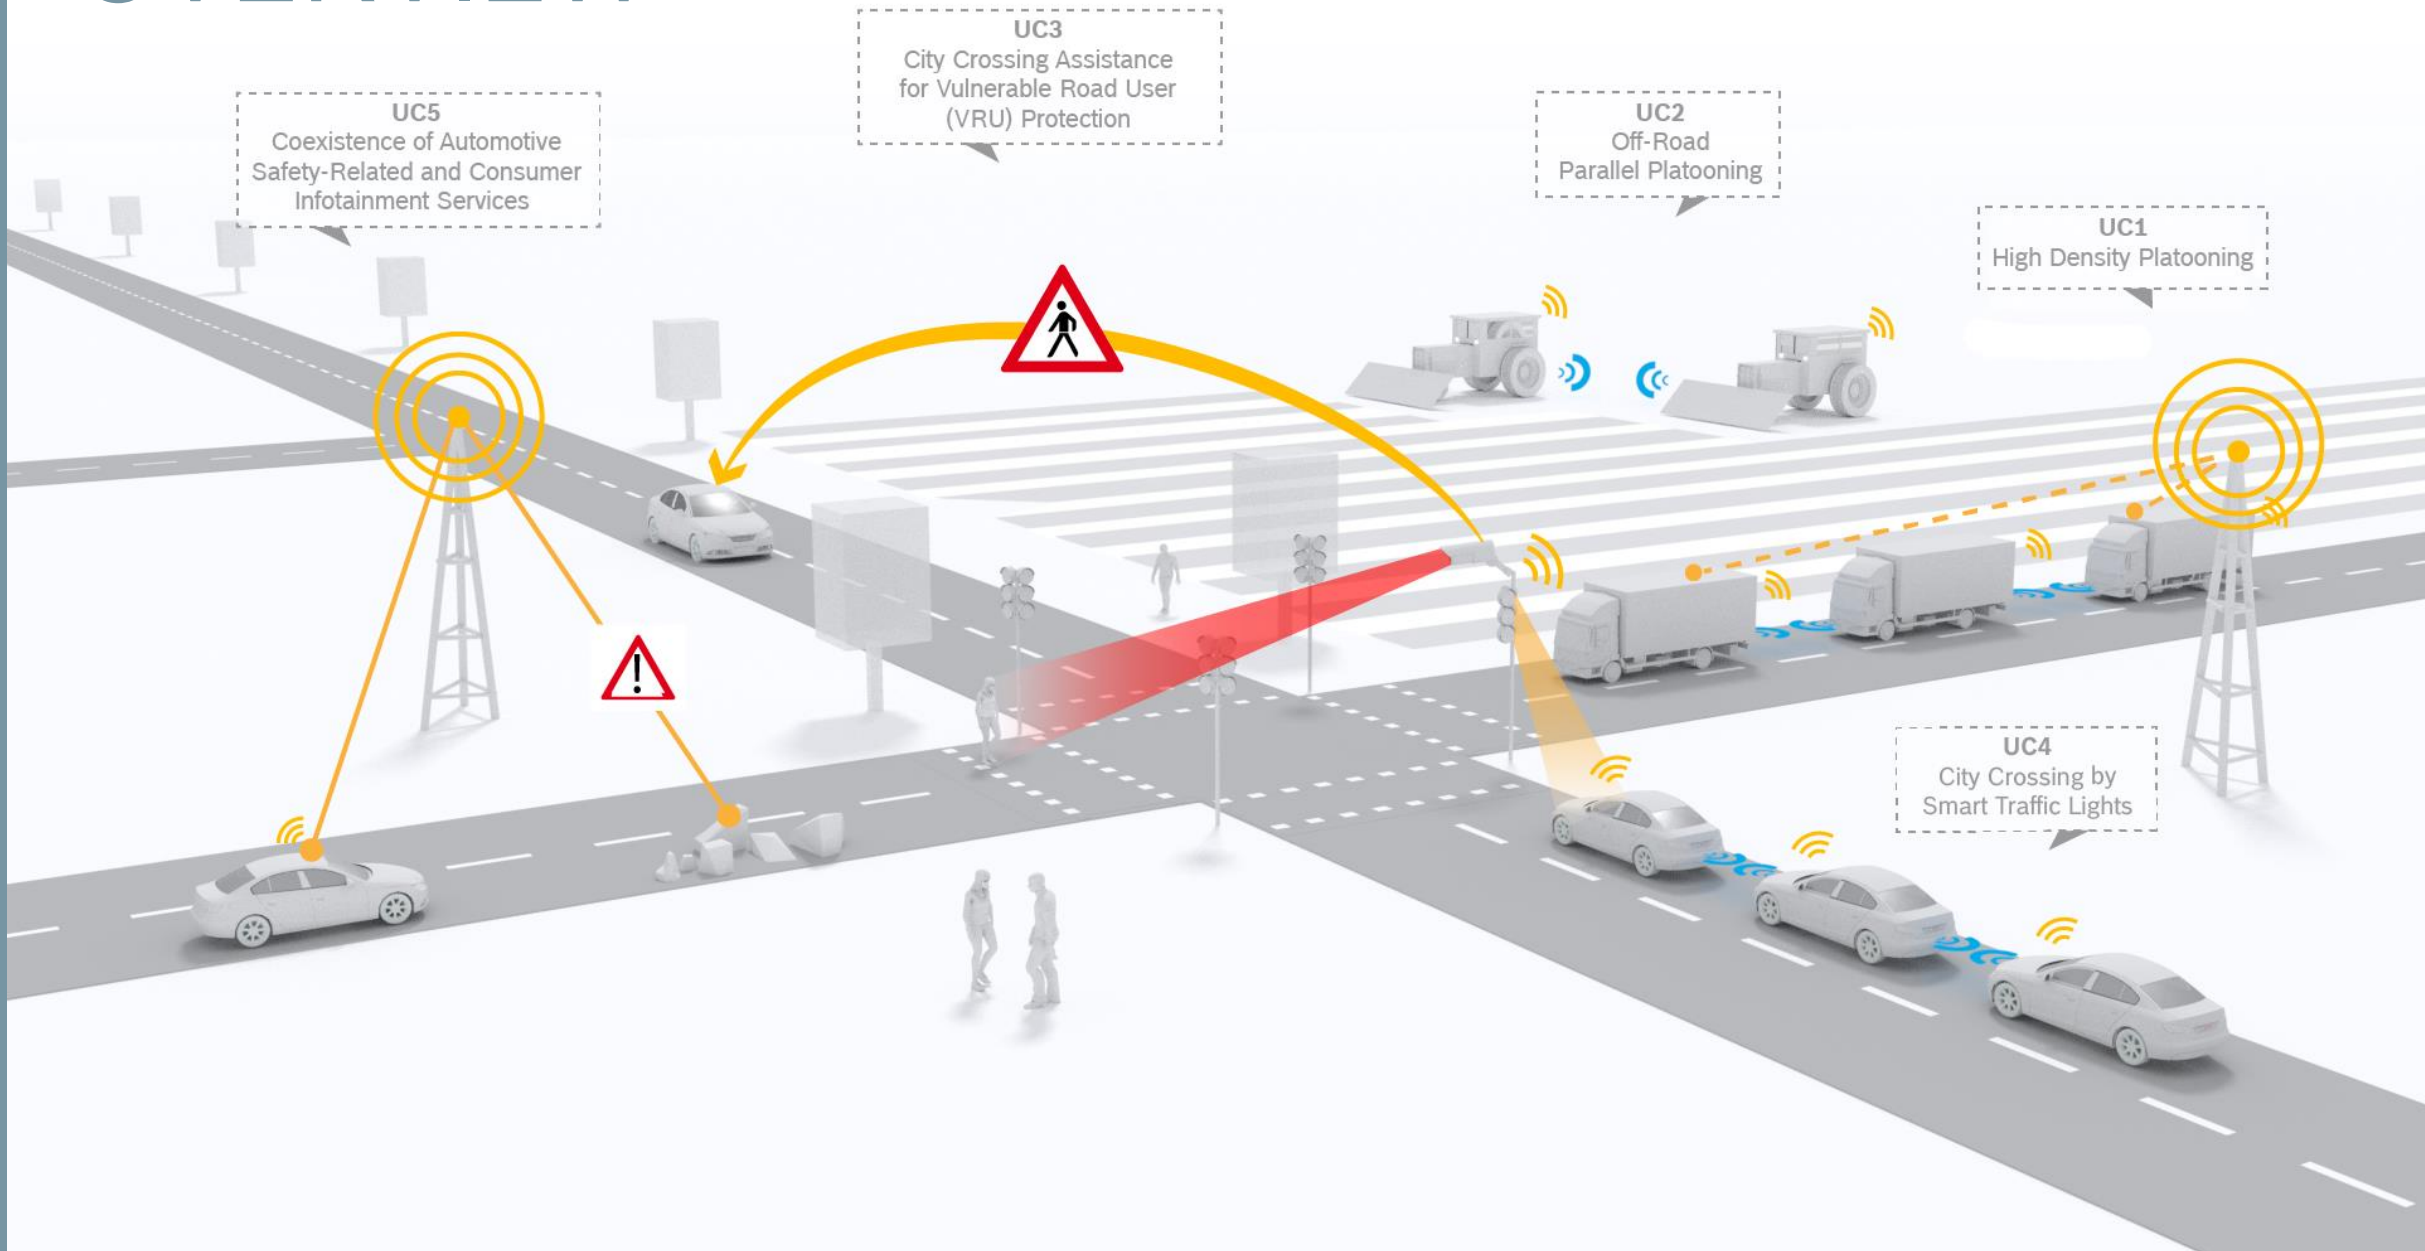 UC3
City Crossing Assistance
for Vulnerable Road User
(VRU) Protection
UC5
Coexistence of Automotive
Safety-Related and Consumer
Infotainment Services
UC2
Off-Road
Parallel Platooning
UC1
High Density Platooning
!
UC4
City Crossing by
Smart Traffic Lights